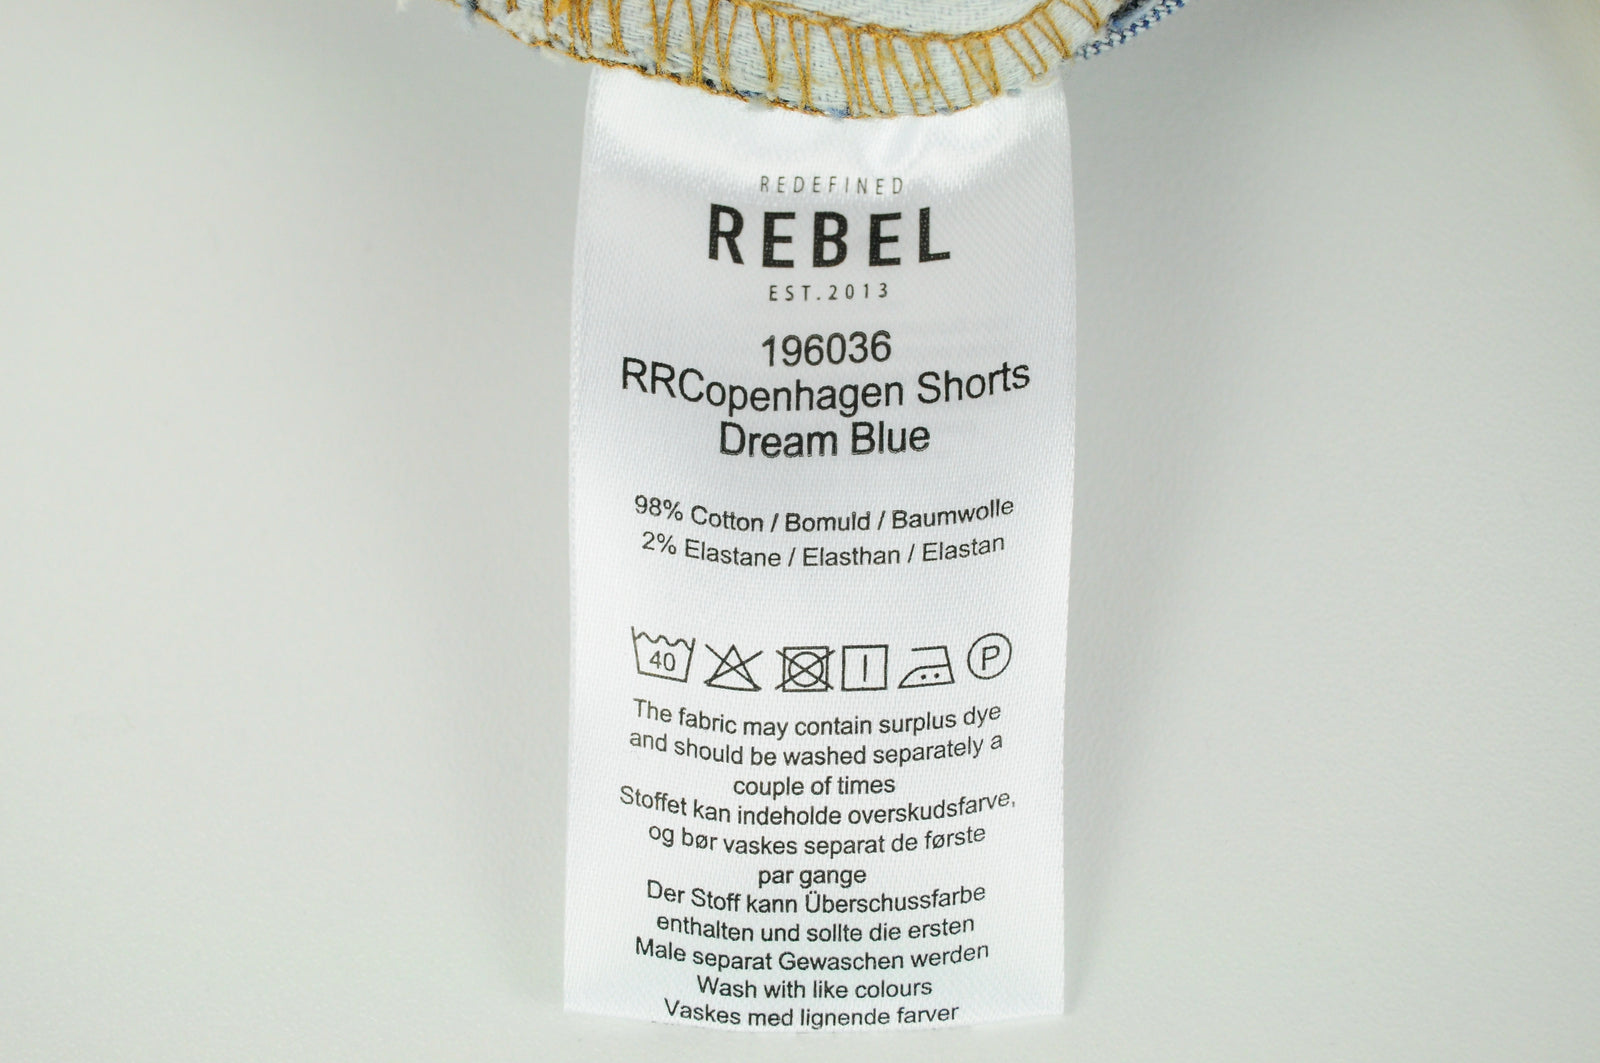 REDEFINED
REBEL
EST.2013
196036
RRCopenhagen Shorts
Dream Blue
98% Cotton / Bomuld / Baumwolle
2% Elastane / Elasthan / Elastan
40 P
The fabric may contain surplus dye
and should be washed separately a
couple of times
Stoffet kan indeholde overskudsfarve,
og bør vaskes separat de første
par gange
Der Stoff kann Überschussfarbe
enthalten und sollte die ersten
Male separat Gewaschen werden
Wash with like colours
Vaskes med lignende farver